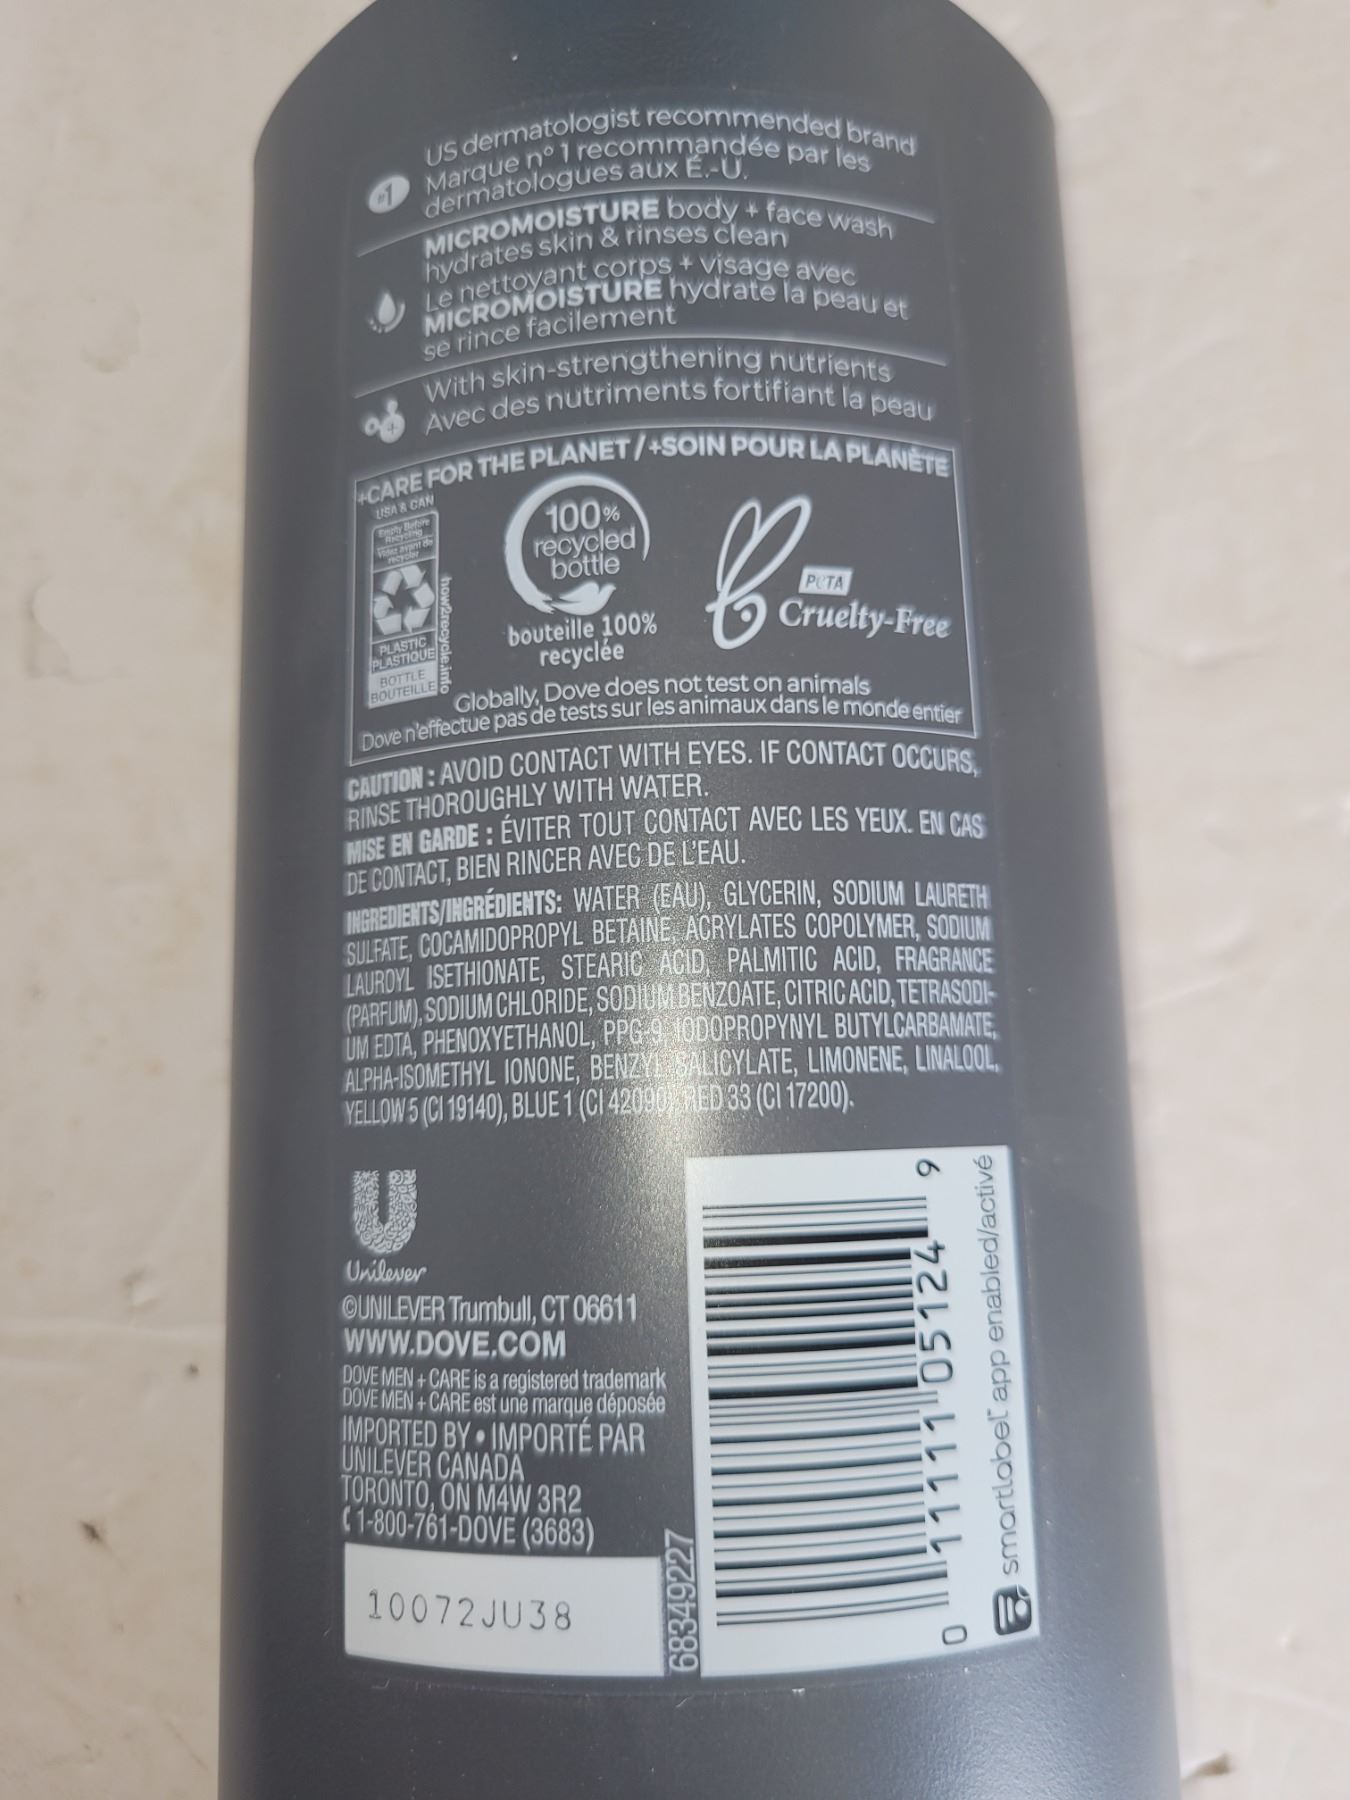 #1
US dermatologist recommended brand
Marque n° 1 recommandée par les
dermatologues aux É.-U.
MICROMOISTURE body + face wash
hydrates skin & rinses clean
Le nettoyant corps + visage avec
MICROMOISTURE hydrate la peau et
se rince facilement
With skin-strengthening nutrients
Avec des nutriments fortifiant la peau
+CARE FOR THE PLANET / +SOIN POUR LA PLANÈTE
USA & CAN
Empty Before
Recycling
Videz avant de
recycler
PLASTIC
PLASTIQUE
BOTTLE
BOUTEILLE
how2recycle.info
100%
recycled
bottle
bouteille 100%
recyclée
PETA
Cruelty-Free
Globally, Dove does not test on animals
Dove n'effectue pas de tests sur les animaux dans le monde entier
CAUTION : AVOID CONTACT WITH EYES. IF CONTACT OCCURS,
RINSE THOROUGHLY WITH WATER.
MISE EN GARDE : ÉVITER TOUT CONTACT AVEC LES YEUX. EN CAS
DE CONTACT, BIEN RINCER AVEC DE L'EAU.
INGREDIENTS/INGRÉDIENTS: WATER (EAU), GLYCERIN, SODIUM LAURETH
SULFATE, COCAMIDOPROPYL BETAINE, ACRYLATES COPOLYMER, SODIUM
LAUROYL ISETHIONATE, STEARIC ACID, PALMITIC ACID, FRAGRANCE
(PARFUM), SODIUM CHLORIDE, SODIUM BENZOATE, CITRIC ACID, TETRASODI-
UM EDTA, PHENOXYETHANOL, PPG-9, IODOPROPYNYL BUTYLCARBAMATE,
ALPHA-ISOMETHYL IONONE, BENZYL SALICYLATE, LIMONENE, LINALOOL,
YELLOW 5 (CI 19140), BLUE 1 (CI 42090), RED 33 (CI 17200).
Unilever
©UNILEVER Trumbull, CT 06611
WWW.DOVE.COM
DOVE MEN + CARE is a registered trademark
DOVE MEN + CARE est une marque déposée
IMPORTED BY • IMPORTÉ PAR
UNILEVER CANADA
TORONTO, ON M4W 3R2
1-800-761-DOVE (3683)
10072JU38
68349227
0 11111 05124 9
smartlabel app enabled/activé